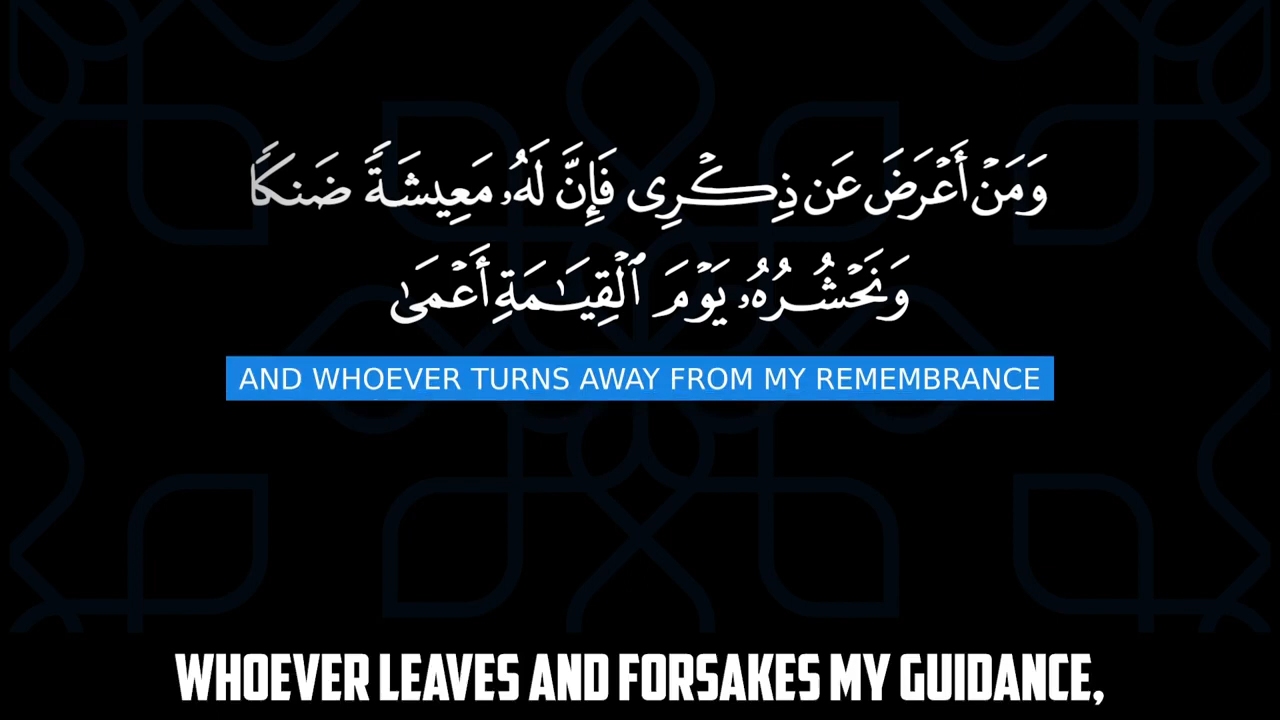 وَمَنْ أَعْرَضَ عَن ذِكْرِى فَإِنَّ لَهُۥ مَعِيشَةً ضَنكًا
وَنَحْشُرُهُۥ يَوْمَ ٱلْقِيَـٰمَةِ أَعْمَىٰ
AND WHOEVER TURNS AWAY FROM MY REMEMBRANCE
WHOEVER LEAVES AND FORSAKES MY GUIDANCE,